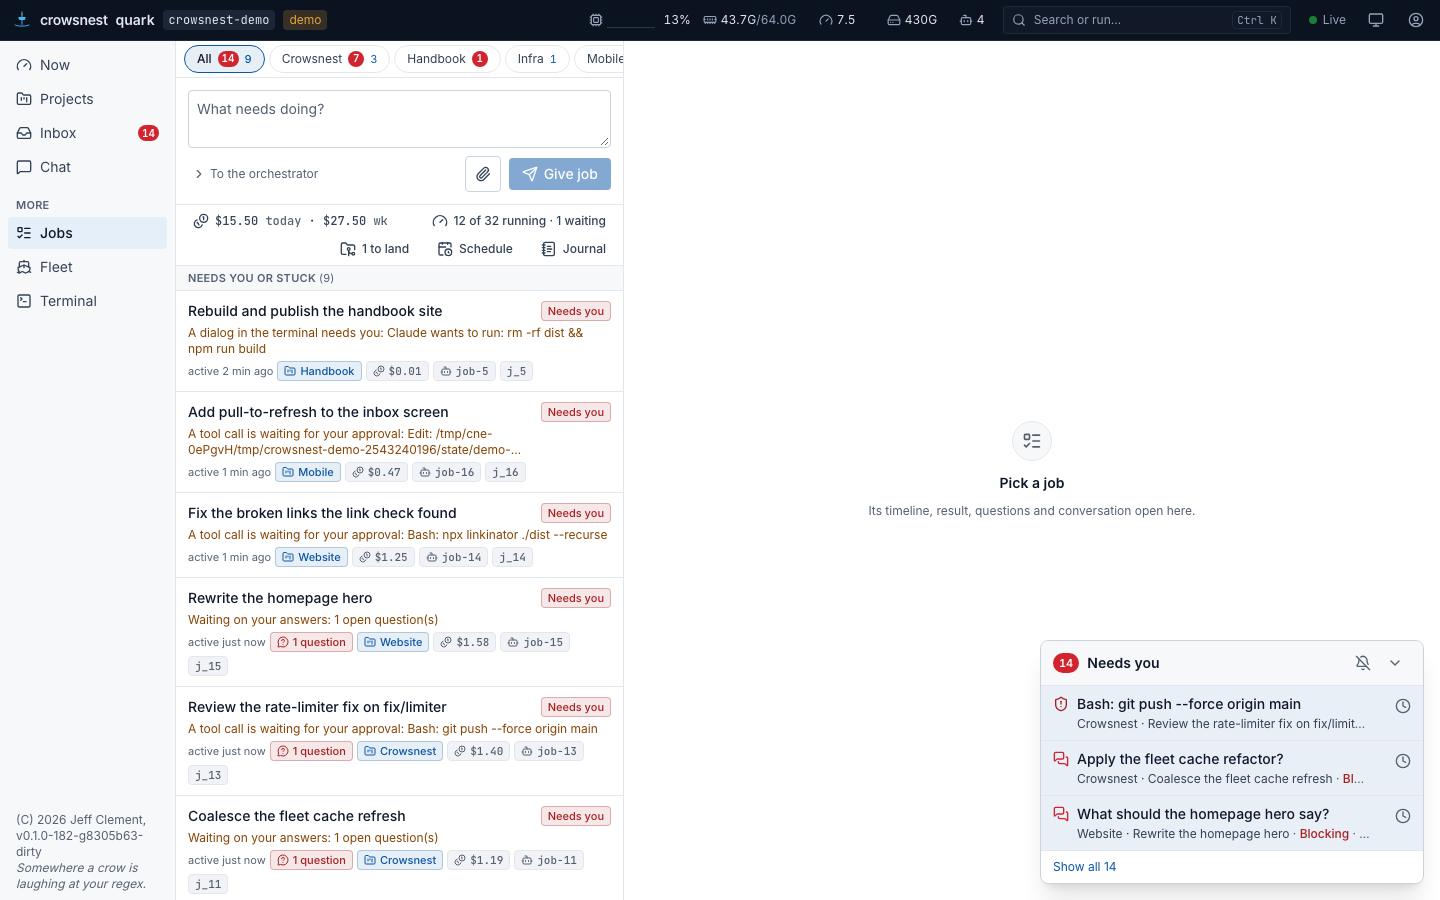 crowsnest quark crowsnest-demo demo 13% 43.7G/64.0G 7.5 430G 4 Search or run... Ctrl K Live
Now
Projects
Inbox 14
Chat
MORE
Jobs
Fleet
Terminal
(C) 2026 Jeff Clement,
v0.1.0-182-g8305b63-
dirty
Somewhere a crow is
laughing at your regex.
All 14 9 Crowsnest 7 3 Handbook 1 Infra 1 Mobile
What needs doing?
To the orchestrator Give job
$15.50 today · $27.50 wk 12 of 32 running · 1 waiting
1 to land Schedule Journal
NEEDS YOU OR STUCK (9)
Rebuild and publish the handbook site Needs you
A dialog in the terminal needs you: Claude wants to run: rm -rf dist &&
npm run build
active 2 min ago Handbook $0.01 job-5 j_5
Add pull-to-refresh to the inbox screen Needs you
A tool call is waiting for your approval: Edit: /tmp/cne-
0ePgvH/tmp/crowsnest-demo-2543240196/state/demo-...
active 1 min ago Mobile $0.47 job-16 j_16
Fix the broken links the link check found Needs you
A tool call is waiting for your approval: Bash: npx linkinator ./dist --recurse
active 1 min ago Website $1.25 job-14 j_14
Rewrite the homepage hero Needs you
Waiting on your answers: 1 open question(s)
active just now 1 question Website $1.58 job-15
j_15
Review the rate-limiter fix on fix/limiter Needs you
A tool call is waiting for your approval: Bash: git push --force origin main
active just now 1 question Crowsnest $1.40 job-13
j_13
Coalesce the fleet cache refresh Needs you
Waiting on your answers: 1 open question(s)
active just now 1 question Crowsnest $1.19 job-11
j_11
Pick a job
Its timeline, result, questions and conversation open here.
14 Needs you
Bash: git push --force origin main
Crowsnest · Review the rate-limiter fix on fix/limit...
Apply the fleet cache refactor?
Crowsnest · Coalesce the fleet cache refresh · Bl...
What should the homepage hero say?
Website · Rewrite the homepage hero · Blocking · ...
Show all 14